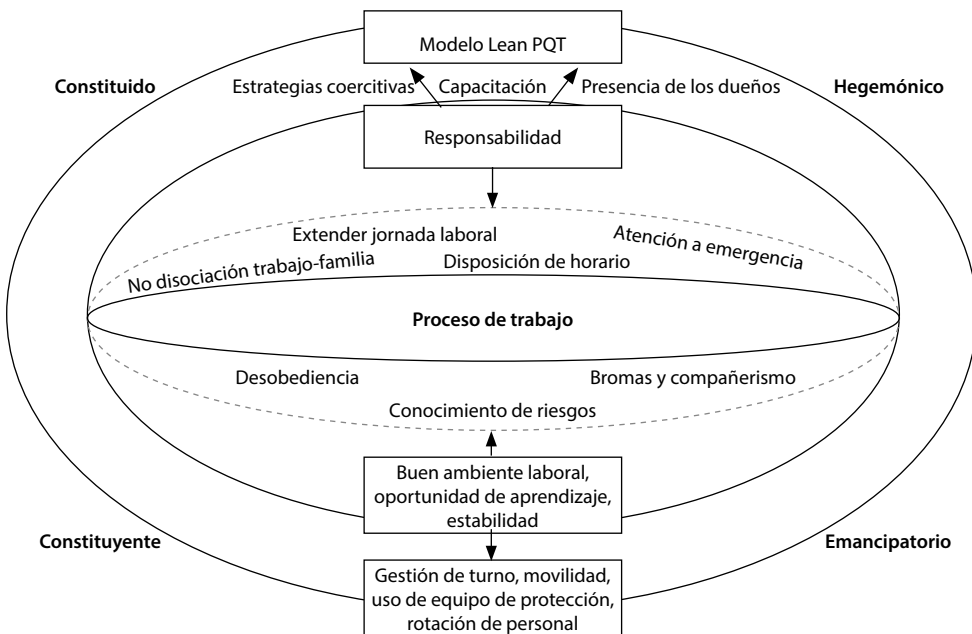 Modelo Lean PQT
Constituido
Estrategias coercitivas
Capacitación
Presencia de los dueños
Hegemónico
Responsabilidad
Extender jornada laboral
Atención a emergencia
No disociación trabajo-familia
Disposición de horario
Proceso de trabajo
Desobediencia
Bromas y compañerismo
Conocimiento de riesgos
Buen ambiente laboral,
oportunidad de aprendizaje,
estabilidad
Constituyente
Emancipatorio
Gestión de turno, movilidad,
uso de equipo de protección,
rotación de personal